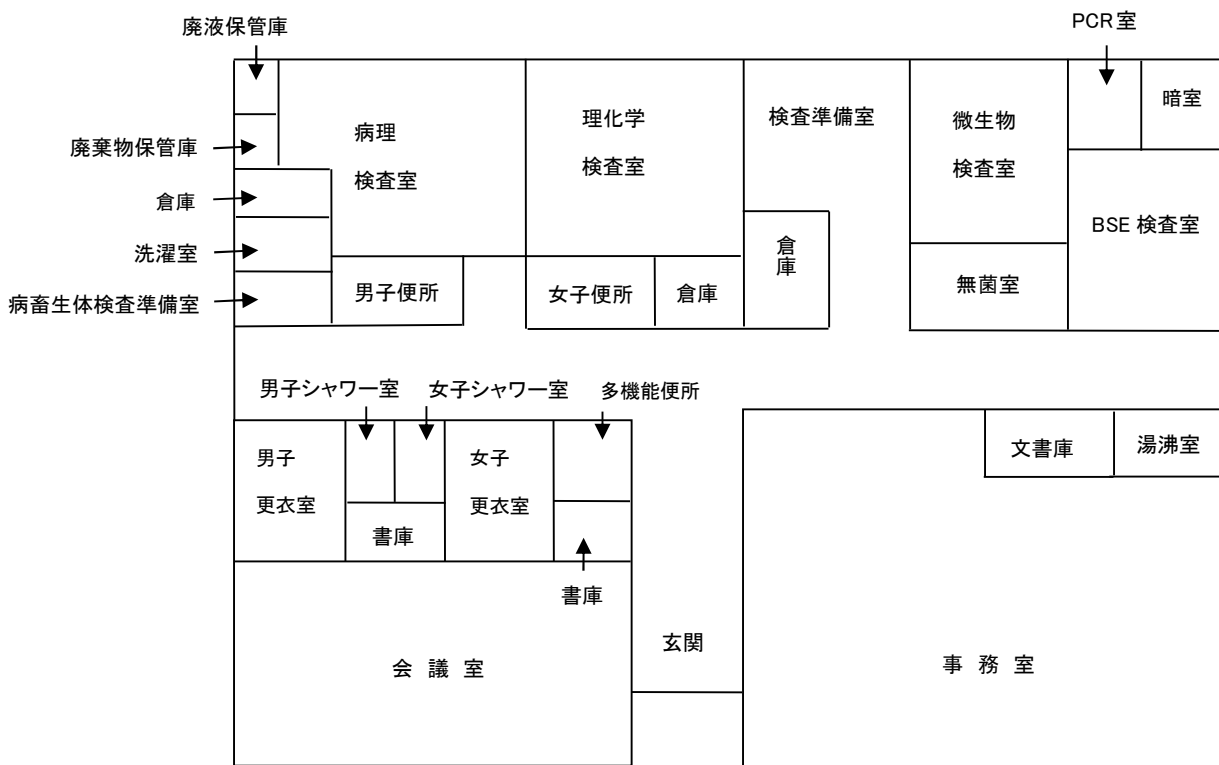 廃液保管庫
PCR室
病理
検査室
理化学
検査室
検査準備室
微生物
検査室
暗室
廃棄物保管庫
倉庫
洗濯室
病畜生体検査準備室
男子便所
女子便所
倉庫
倉庫
無菌室
BSE 検査室
男子シャワー室
女子シャワー室
多機能便所
男子
更衣室
書庫
女子
更衣室
書庫
文書庫
湯沸室
会 議 室
玄関
事 務 室